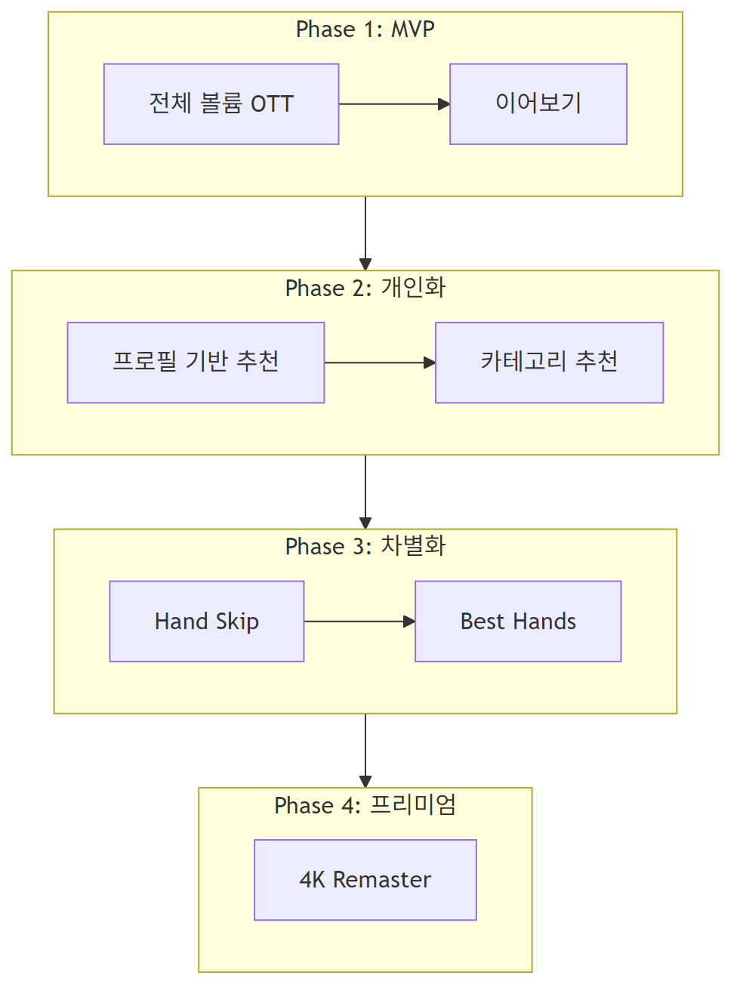 Phase 1: MVP
전체 볼륨 OTT
이어보기
Phase 2: 개인화
프로필 기반 추천
카테고리 추천
Phase 3: 차별화
Hand Skip
Best Hands
Phase 4: 프리미엄
4K Remaster